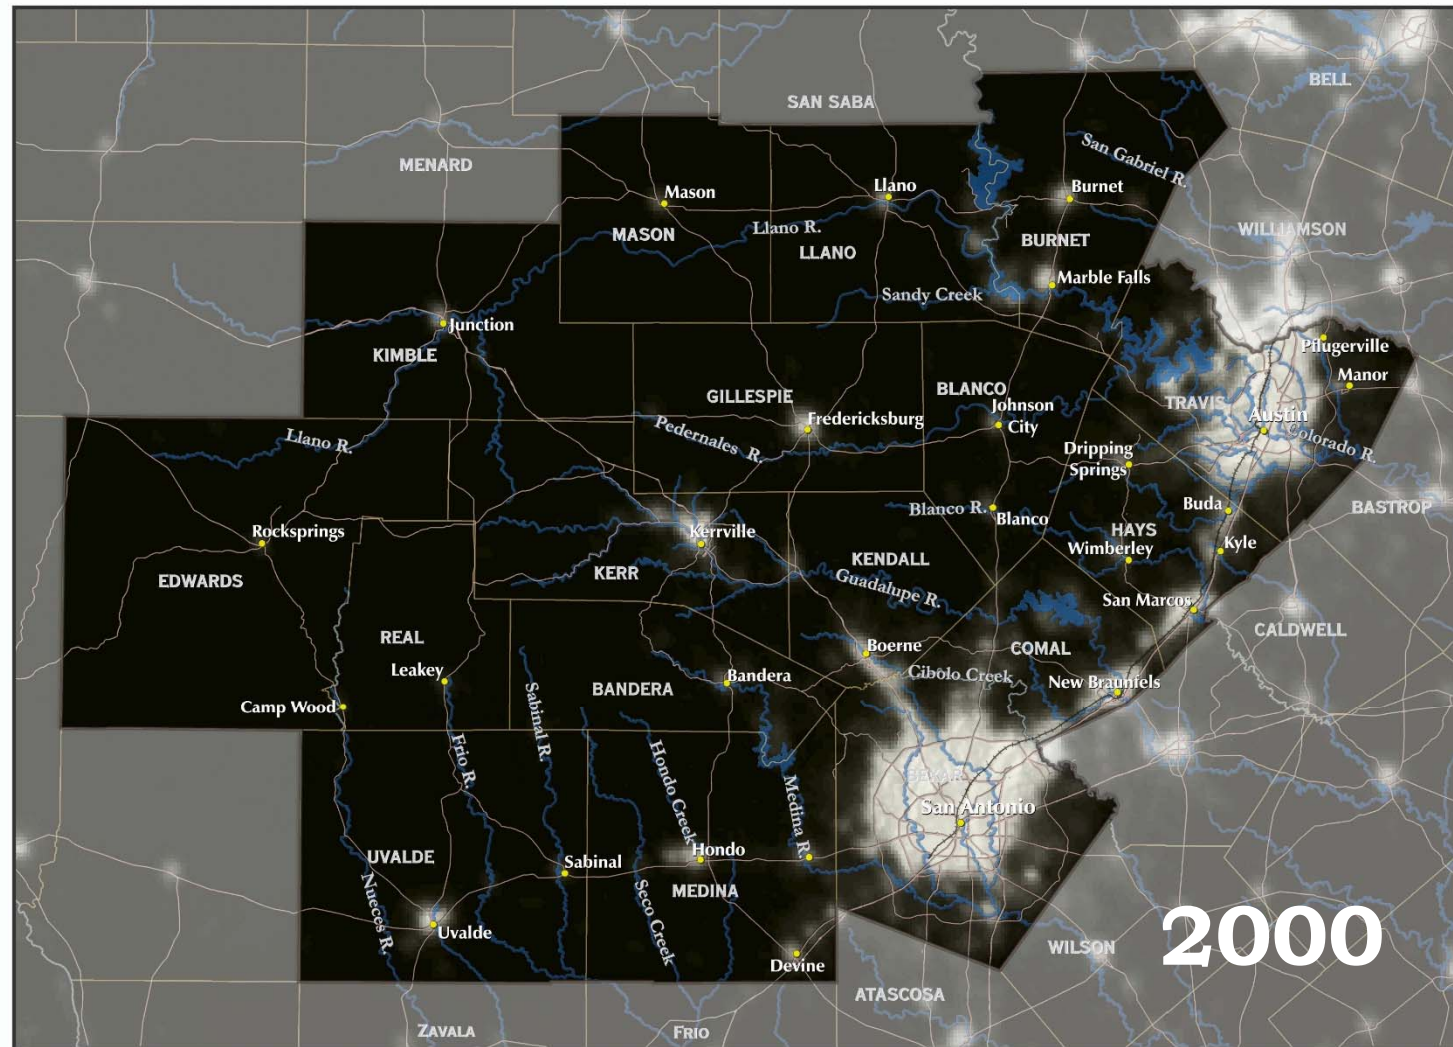 BELL
SAN SABA
MENARD
San Gabriel R.
Mason
Llano
Burnet
MASON
Llano R.
LLANO
BURNET
WILLIAMSON
Marble Falls
Sandy Creek
Junction
KIMBLE
Pflugerville
Manor
GILLESPIE
BLANCO
TRAVIS
Johnson
City
Fredericksburg
Austin
Llano R.
Pedernales R.
Colorado R.
Dripping
Springs
Blanco R.
Blanco
Buda
BASTROP
Rocksprings
Kerrville
HAYS
Kyle
Wimberley
EDWARDS
KERR
KENDALL
Guadalupe R.
San Marcos
CALDWELL
REAL
Boerne
COMAL
Leakey
Bandera
Cibolo Creek
New Braunfels
BANDERA
Camp Wood
Sabinal R.
Frio R.
Hondo Creek
Medina R.
BEXAR
San Antonio
UVALDE
Sabinal
Hondo
MEDINA
Nueces R.
Seco Creek
Uvalde
Devine
WILSON
2000
ATASCOSA
ZAVALA
FRIO